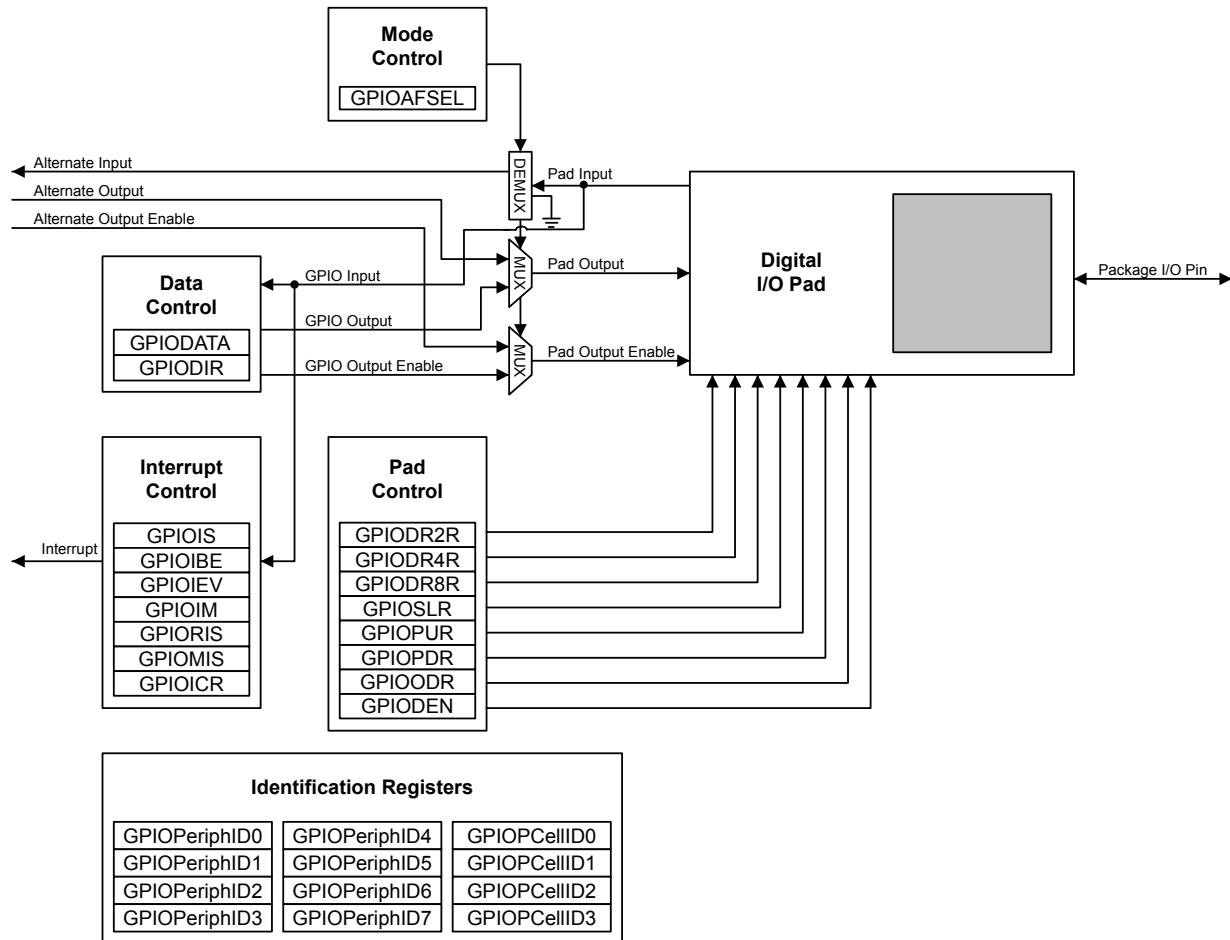 Mode
Control
GPIOAFSEL
Alternate Input
DEMUX
Pad Input
Alternate Output
Alternate Output Enable
MUX
Pad Output
Digital
I/O Pad
Package I/O Pin
Data
Control
GPIO Input
GPIO Output
GPIODATA
GPIODIR
GPIO Output Enable
MUX
Pad Output Enable
Interrupt
Control
GPIOIS
GPIOIBE
GPIOIEV
GPIOIM
GPIORIS
GPIOMIS
GPIOICR
Interrupt
Pad
Control
GPIODR2R
GPIODR4R
GPIODR8R
GPIOSLR
GPIOPUR
GPIOPDR
GPIOODR
GPIODEN
Identification Registers
GPIOPeriphID0 GPIOPeriphID4 GPIOPCellID0
GPIOPeriphID1 GPIOPeriphID5 GPIOPCellID1
GPIOPeriphID2 GPIOPeriphID6 GPIOPCellID2
GPIOPeriphID3 GPIOPeriphID7 GPIOPCellID3